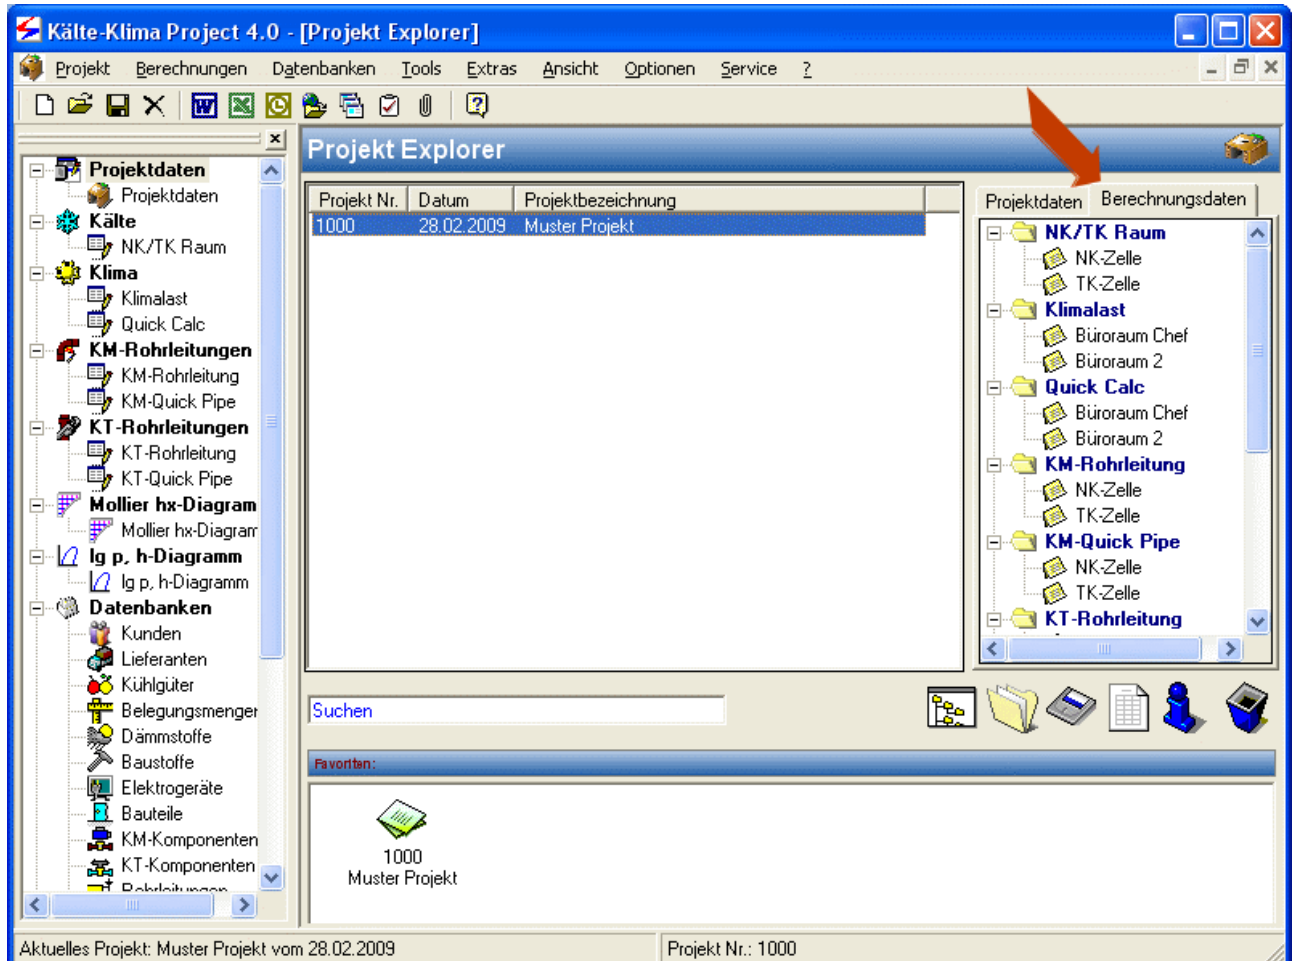 Kälte-Klima Project 4.0 - [Projekt Explorer]
Projekt Berechnungen Datenbanken Tools Extras Ansicht Optionen Service ?
Projektdaten
Projektdaten
Kälte
NK/TK Raum
Klima
Klimalast
Quick Calc
KM-Rohrleitungen
KM-Rohrleitung
KM-Quick Pipe
KT-Rohrleitungen
KT-Rohrleitung
KT-Quick Pipe
Mollier hx-Diagram
Mollier hx-Diagram
lg p, h-Diagramm
lg p, h-Diagramm
Datenbanken
Kunden
Lieferanten
Kühlgüter
Belegungsmengen
Dämmstoffe
Baustoffe
Elektrogeräte
Bauteile
KM-Komponenten
KT-Komponenten
Rohrleitungen
Projekt Explorer
Projekt Nr. Datum Projektbezeichnung
1000 28.02.2009 Muster Projekt
Projektdaten Berechnungsdaten
NK/TK Raum
NK-Zelle
TK-Zelle
Klimalast
Büroraum Chef
Büroraum 2
Quick Calc
Büroraum Chef
Büroraum 2
KM-Rohrleitung
NK-Zelle
TK-Zelle
KM-Quick Pipe
NK-Zelle
TK-Zelle
KT-Rohrleitung
Suchen
Favoriten:
1000
Muster Projekt
Aktuelles Projekt: Muster Projekt vom 28.02.2009
Projekt Nr.: 1000